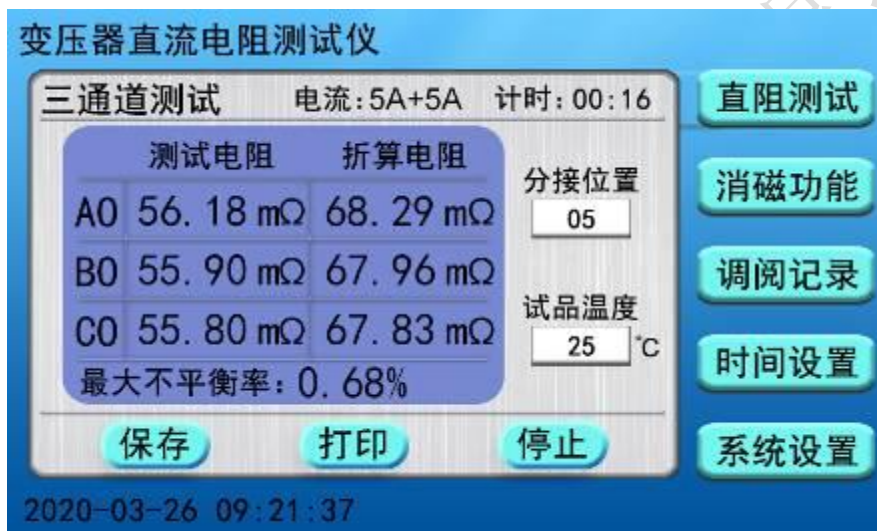 变压器直流电阻测试仪
三通道测试 电流:5A+5A 计时:00:16
测试电阻 折算电阻
A0 56.18 mΩ 68.29 mΩ
B0 55.90 mΩ 67.96 mΩ
C0 55.80 mΩ 67.83 mΩ
最大不平衡率:0.68%
分接位置
05
试品温度
25 ℃
保存 打印 停止
直阻测试
消磁功能
调阅记录
时间设置
系统设置
2020-03-26 09:21:37